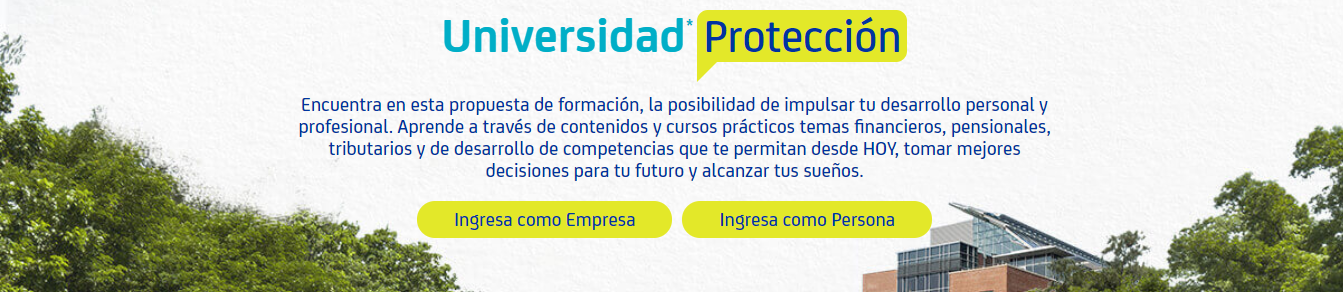 Universidad* Protección
Encuentra en esta propuesta de formación, la posibilidad de impulsar tu desarrollo personal y
profesional. Aprende a través de contenidos y cursos prácticos temas financieros, pensionales,
tributarios y de desarrollo de competencias que te permitan desde HOY, tomar mejores
decisiones para tu futuro y alcanzar tus sueños.
Ingresa como Empresa Ingresa como Persona